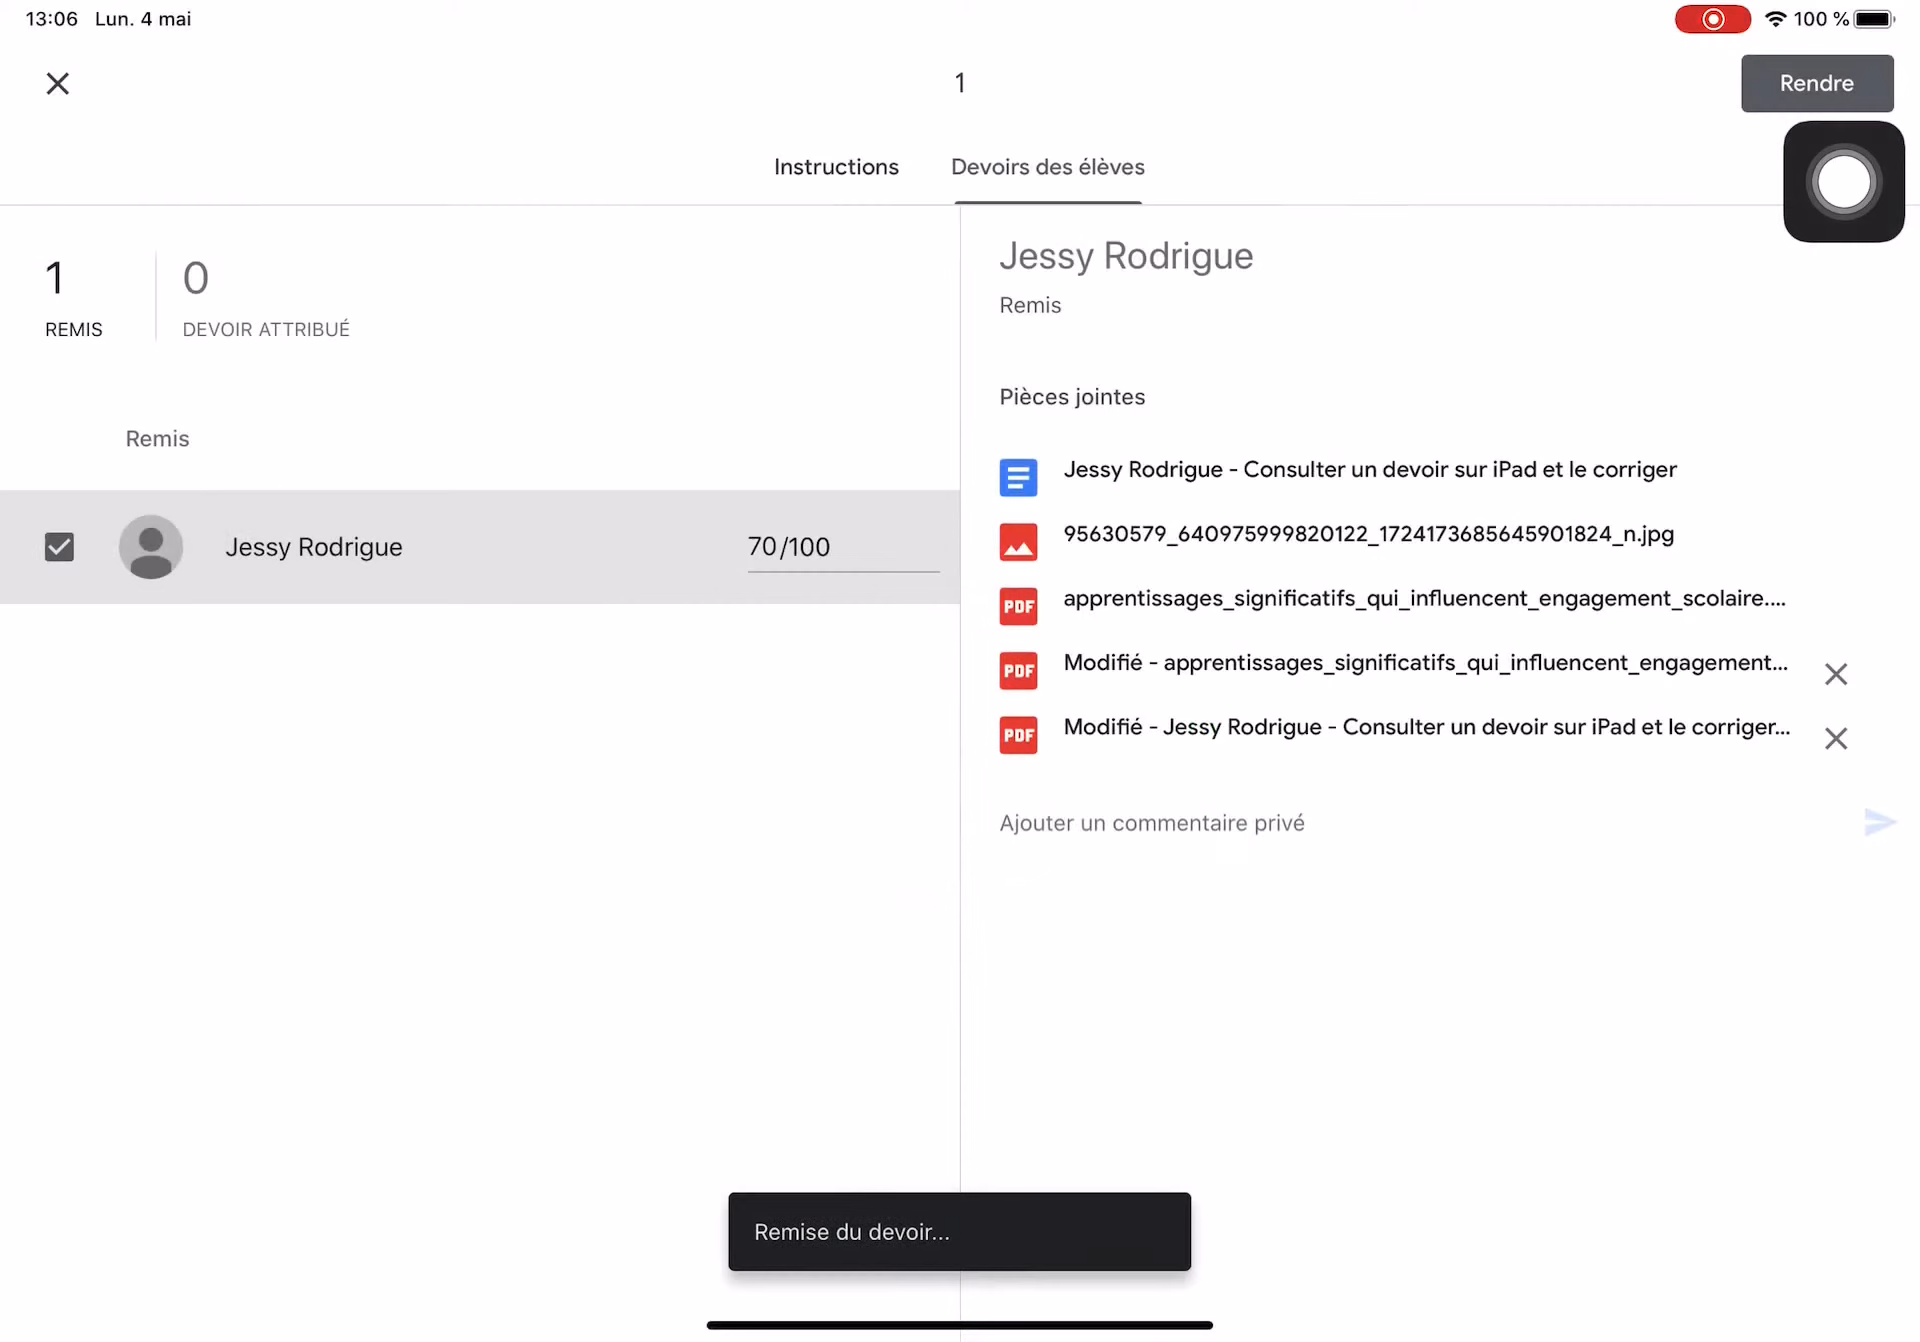 13:06 Lun. 4 mai
100 %
1
Rendre
Instructions
Devoirs des élèves
1
REMIS
0
DEVOIR ATTRIBUÉ
Remis
Jessy Rodrigue
70/100
Jessy Rodrigue
Remis
Pièces jointes
Jessy Rodrigue - Consulter un devoir sur iPad et le corriger
95630579_640975999820122_1724173685645901824_n.jpg
PDF apprentissages_significatifs_qui_influencent_engagement_scolaire....
PDF Modifié - apprentissages_significatifs_qui_influencent_engagement...
PDF Modifié - Jessy Rodrigue - Consulter un devoir sur iPad et le corriger...
Ajouter un commentaire privé
Remise du devoir...